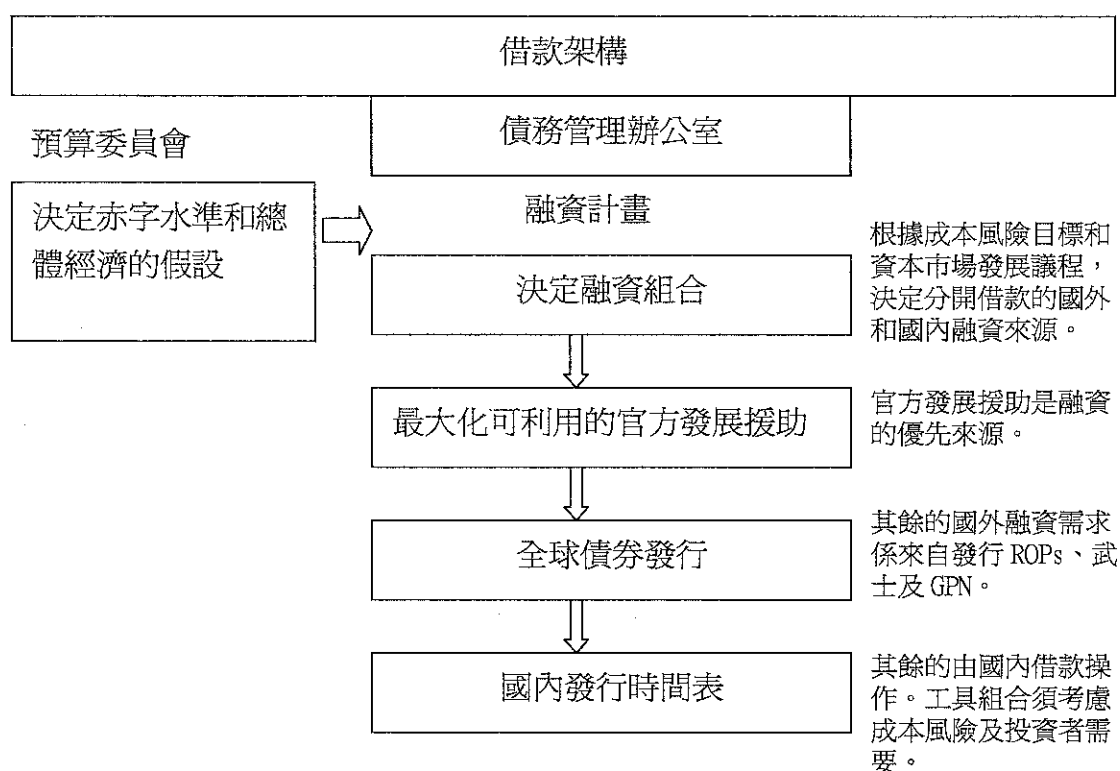 借款架構
債務管理辦公室
預算委員會
決定赤字水準和總
體經濟的假設
融資計畫
決定融資組合
根據成本風險目標和
資本市場發展議程，
決定分開借款的國外
和國內融資來源。
最大化可利用的官方發展援助
官方發展援助是融資
的優先來源。
全球債券發行
其餘的國外融資需求
係來自發行 ROPs、武
士及 GPN。
國內發行時間表
其餘的由國內借款操
作。工具組合須考慮
成本風險及投資者需
要。